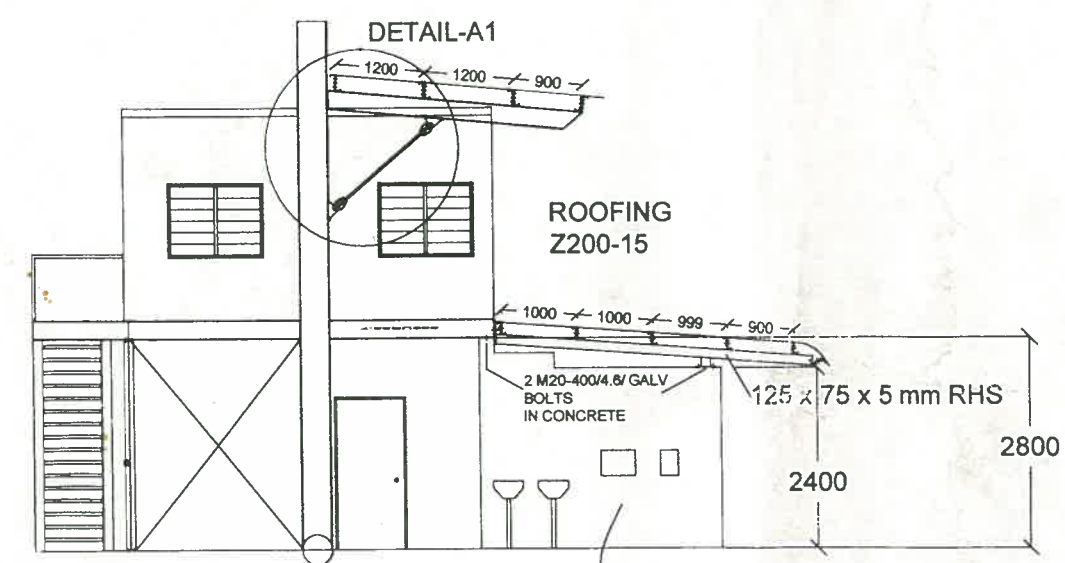 DETAIL-A1
1200 1200 900
ROOFING
Z200-15
1000 1000 999 900
2 M20-400/4.6/ GALV
BOLTS
IN CONCRETE
125 x 75 x 5 mm RHS
2800
2400